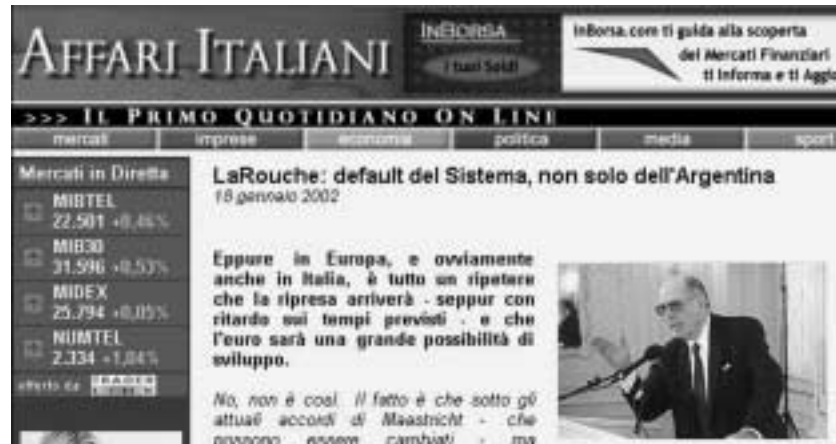 AFFARI ITALIANI
INBORSA
I tuoi Soldi
InBorsa.com ti guida alla scoperta
dei Mercati Finanziari
ti Informa e ti Aggio
>>> IL PRIMO QUOTIDIANO ON LINE
mercati imprese economia politica media sport
Mercati in Diretta
MIBTEL
22.501 +0,46%
MIB30
31.596 +0,53%
MIDEX
25.794 +0,05%
NUMTEL
2.334 +1,04%
offerto da
LaRouche: default del Sistema, non solo dell'Argentina
18 gennaio 2002
Eppure in Europa, e ovviamente
anche in Italia, è tutto un ripetere
che la ripresa arriverà - seppur con
ritardo sui tempi previsti - e che
l'euro sarà una grande possibilità di
sviluppo.
No, non è così. Il fatto è che sotto gli
attuali accordi di Maastricht - che
possono essere cambiati - ma